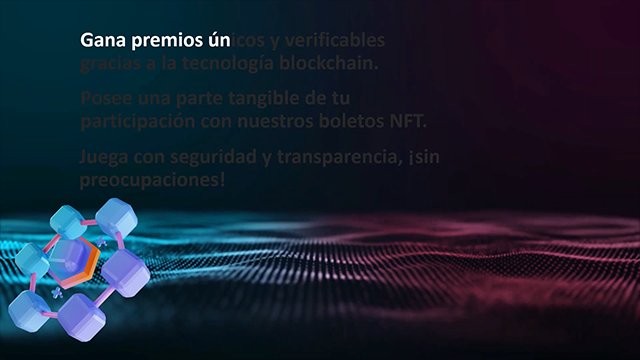 Gana premios únicos y verificables
gracias a la tecnología blockchain.
Posee una parte tangible de tu
participación con nuestros boletos NFT.
Juega con seguridad y transparencia, ¡sin
preocupaciones!